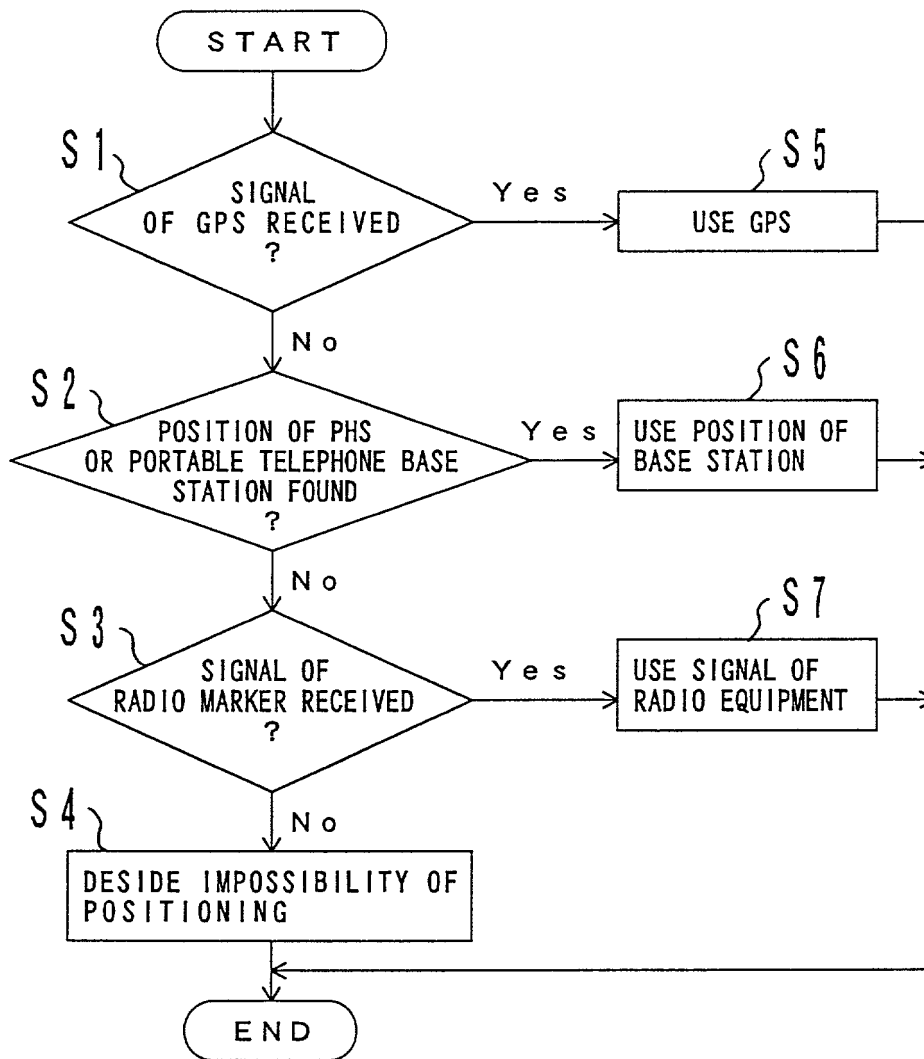 START
S1
SIGNAL
OF GPS RECEIVED
?
Yes
S5
USE GPS
No
S2
POSITION OF PHS
OR PORTABLE TELEPHONE BASE
STATION FOUND
?
Yes
S6
USE POSITION OF
BASE STATION
No
S3
SIGNAL OF
RADIO MARKER RECEIVED
?
Yes
S7
USE SIGNAL OF
RADIO EQUIPMENT
No
S4
DESIDE IMPOSSIBILITY OF
POSITIONING
END